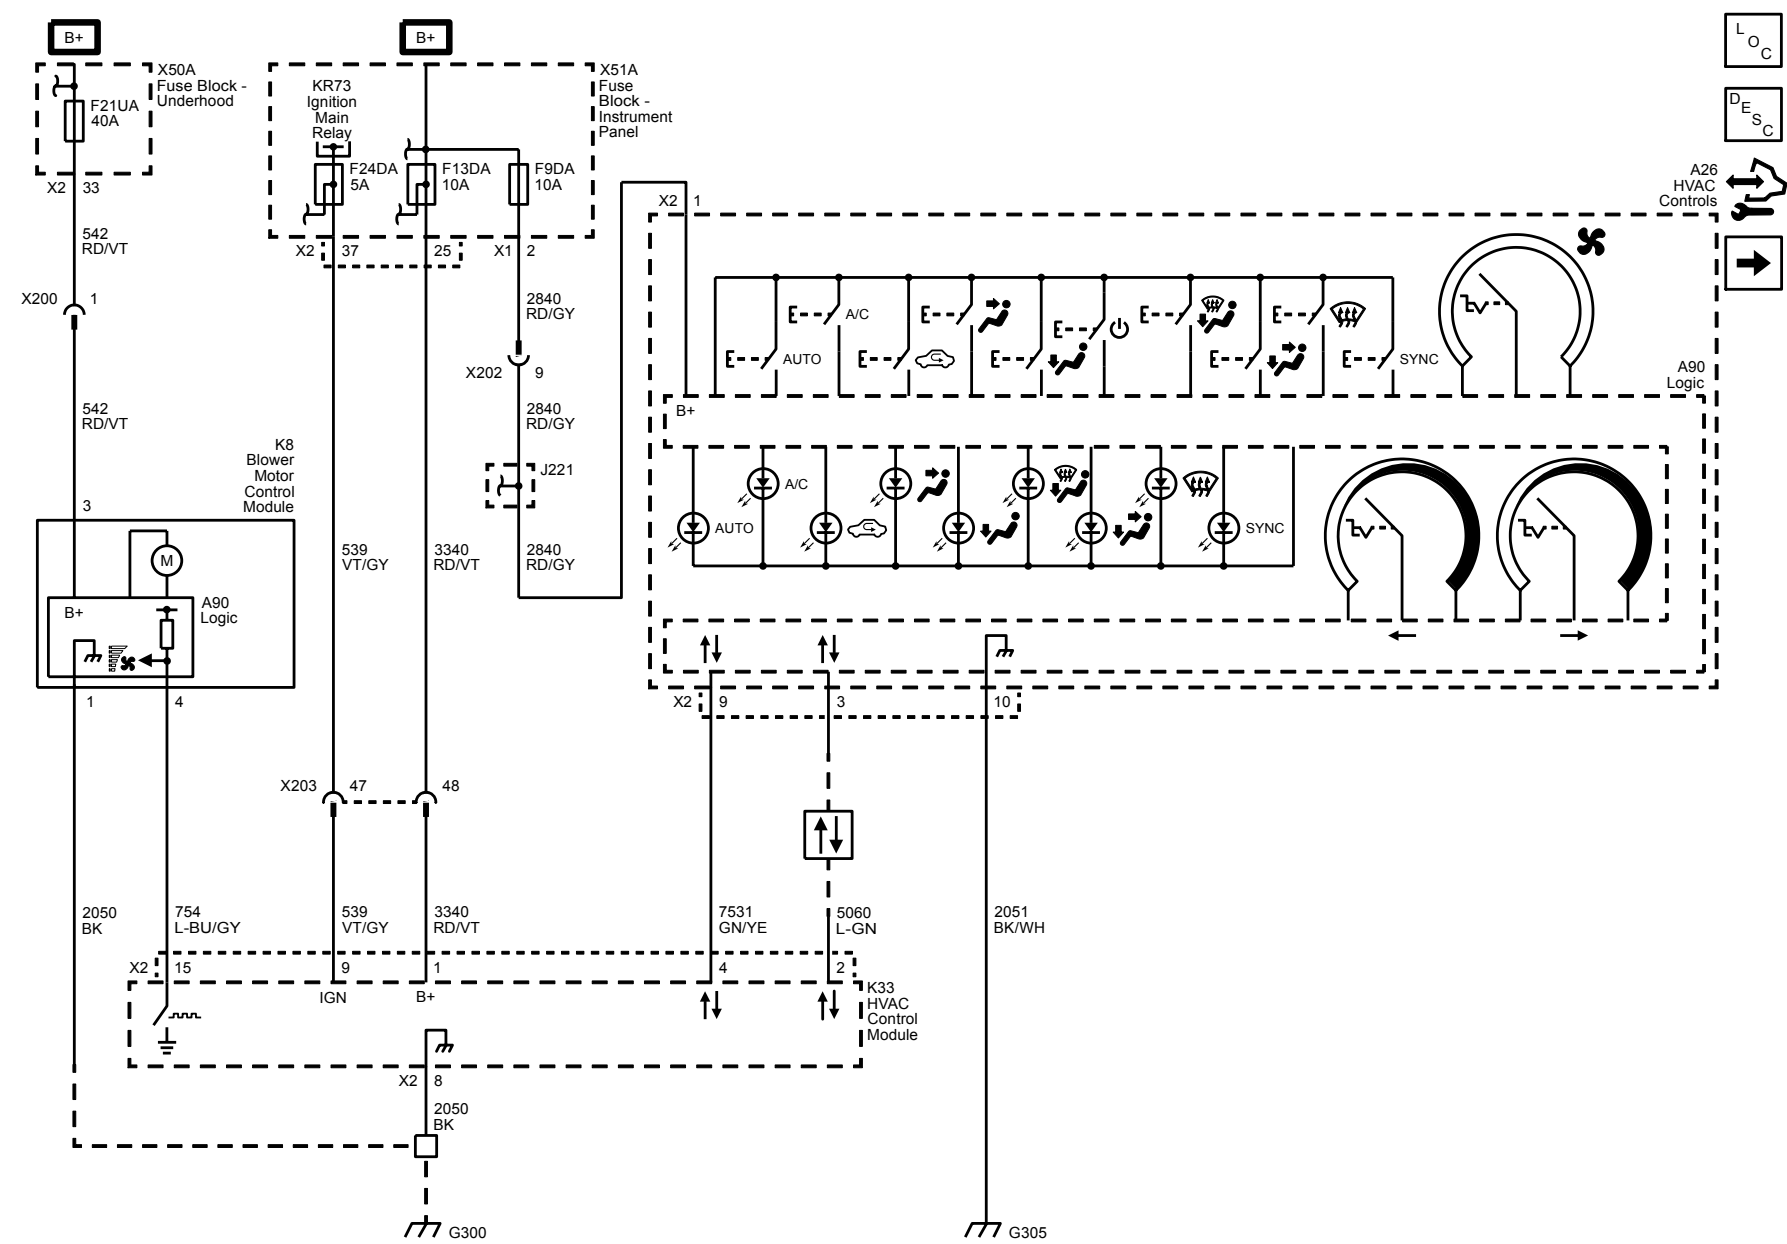 B+
B+
L
O
C
X50A
Fuse Block -
Underhood
F21UA
40A
KR73
Ignition
Main
Relay
X51A
Fuse
Block -
Instrument
Panel
D
E
S
C
F24DA
5A
F13DA
10A
F9DA
10A
A26
HVAC
Controls
X2 33
X2 1
542
RD/VT
X2 37
25
X1 2
X200 1
2840
RD/GY
A/C
AUTO
SYNC
X202 9
A90
Logic
542
RD/VT
2840
RD/GY
B+
K8
Blower
Motor
Control
Module
J221
A/C
AUTO
SYNC
3
539
VT/GY
3340
RD/VT
2840
RD/GY
M
B+
A90
Logic
1
4
X2 9
3
10
X203 47
48
2050
BK
754
L-BU/GY
539
VT/GY
3340
RD/VT
7531
GN/YE
5060
L-GN
2051
BK/WH
X2 15
9
1
4
2
IGN
B+
K33
HVAC
Control
Module
X2 8
2050
BK
G300
G305